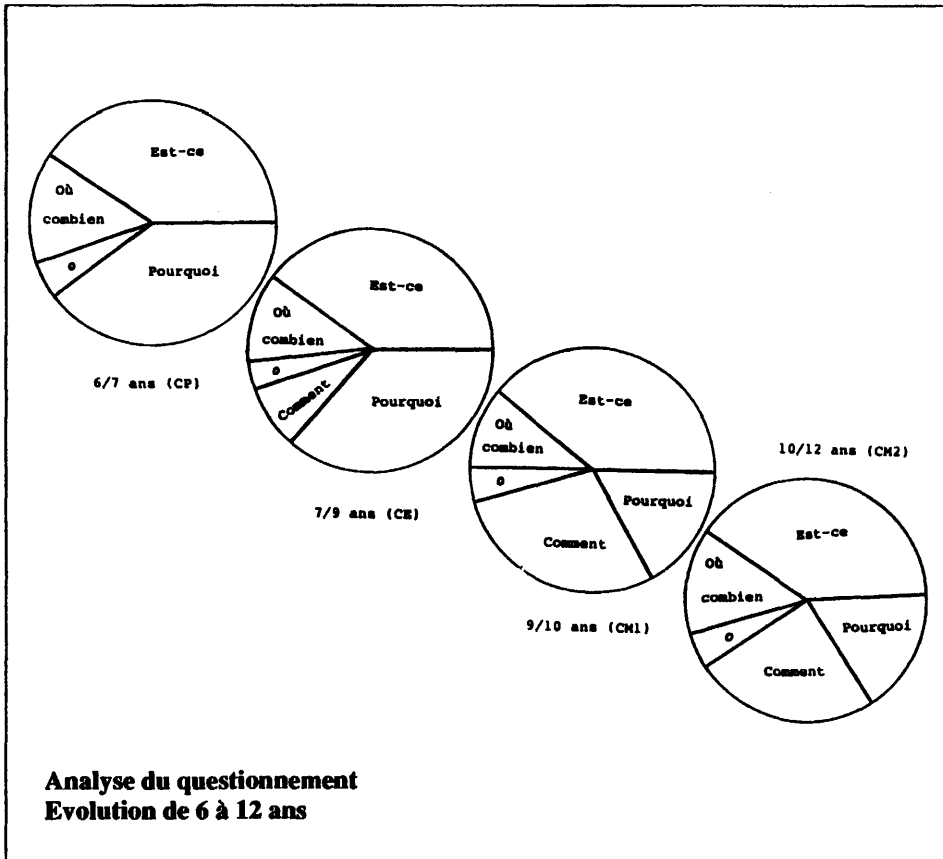 Est-ce
Où
combien
o
Pourquoi
6/7 ans (CP)
Est-ce
Où
combien
o
Comment
Pourquoi
7/9 ans (CE)
Est-ce
Où
combien
o
Pourquoi
Comment
9/10 ans (CM1)
10/12 ans (CM2)
Est-ce
Où
combien
o
Pourquoi
Comment
Analyse du questionnement
Evolution de 6 à 12 ans